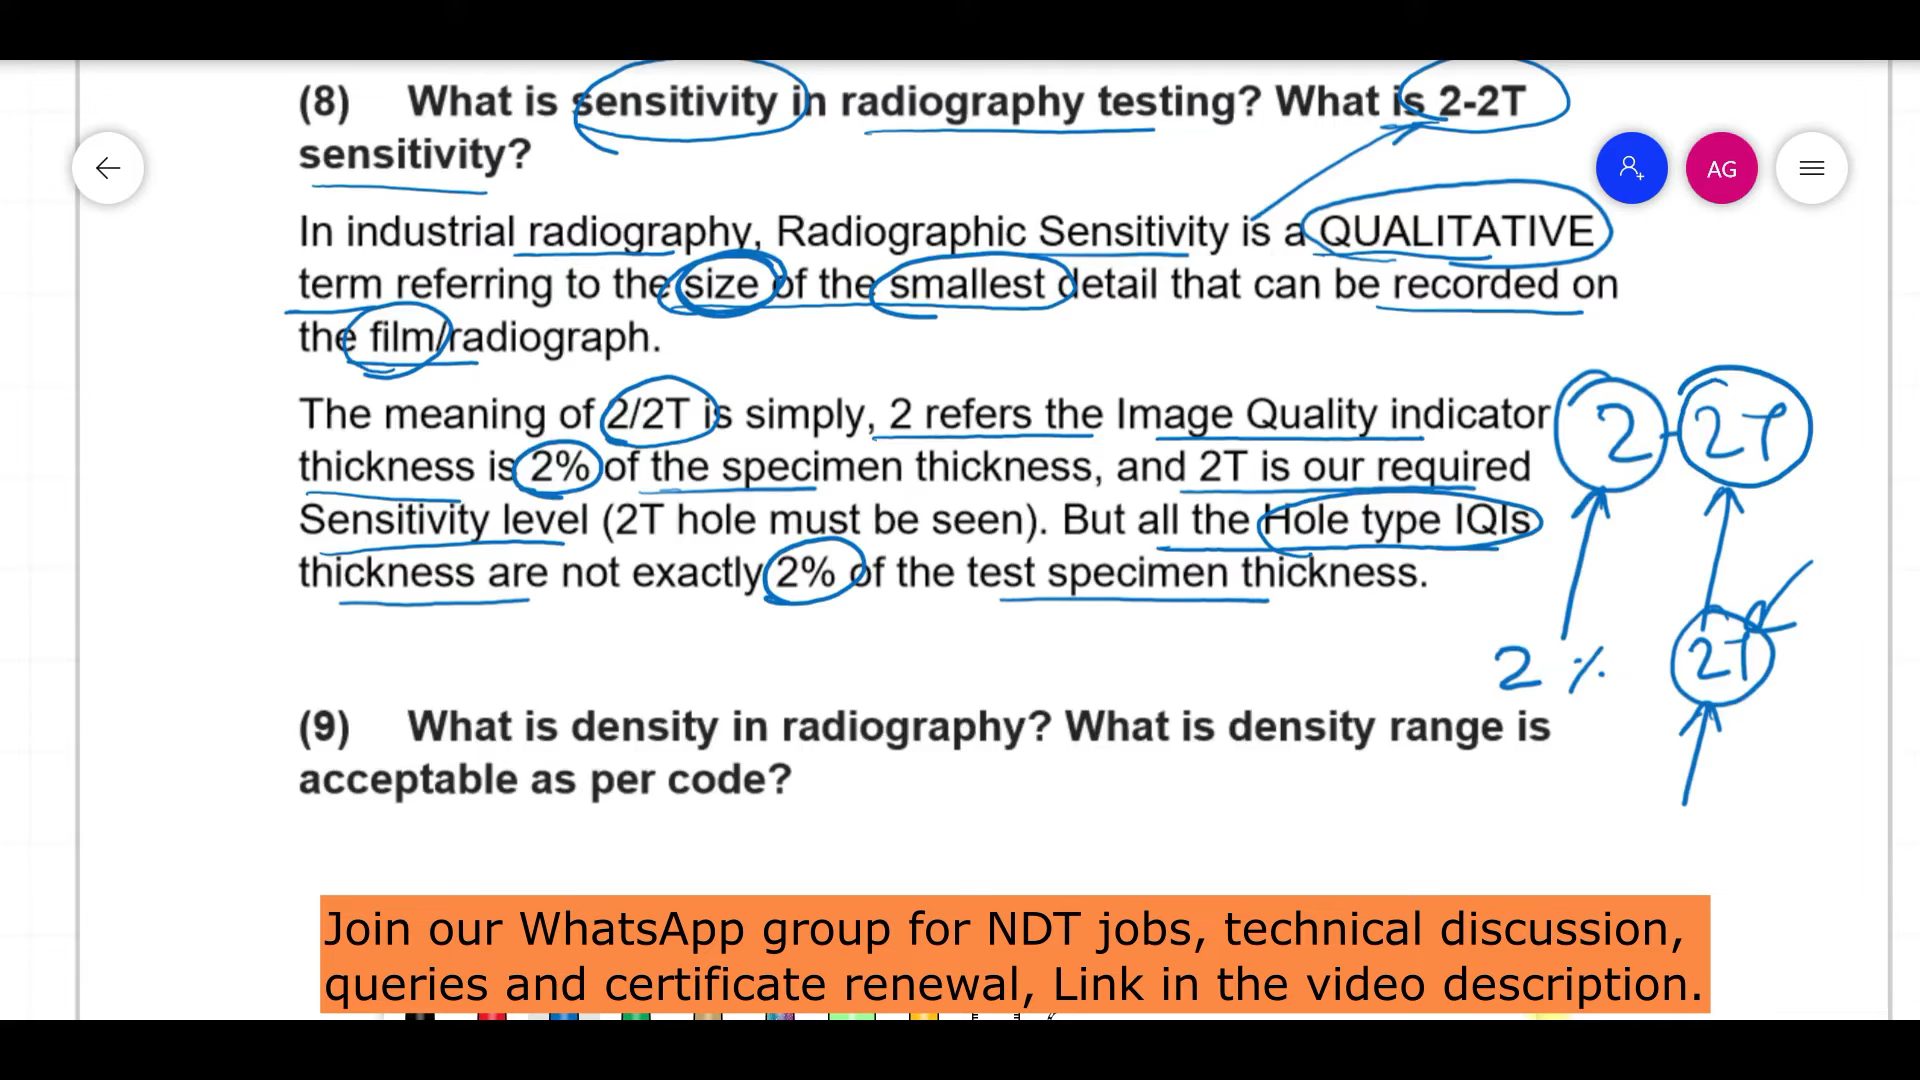 (8) What is sensitivity in radiography testing? What is 2-2T
sensitivity?
AG
In industrial radiography, Radiographic Sensitivity is a QUALITATIVE
term referring to the size of the smallest detail that can be recorded on
the film/radiograph.
The meaning of 2/2T is simply, 2 refers the Image Quality indicator
thickness is 2% of the specimen thickness, and 2T is our required
Sensitivity level (2T hole must be seen). But all the Hole type IQIs
thickness are not exactly 2% of the test specimen thickness.
2-2T
2 %
2T
(9) What is density in radiography? What is density range is
acceptable as per code?
Join our WhatsApp group for NDT jobs, technical discussion,
queries and certificate renewal, Link in the video description.